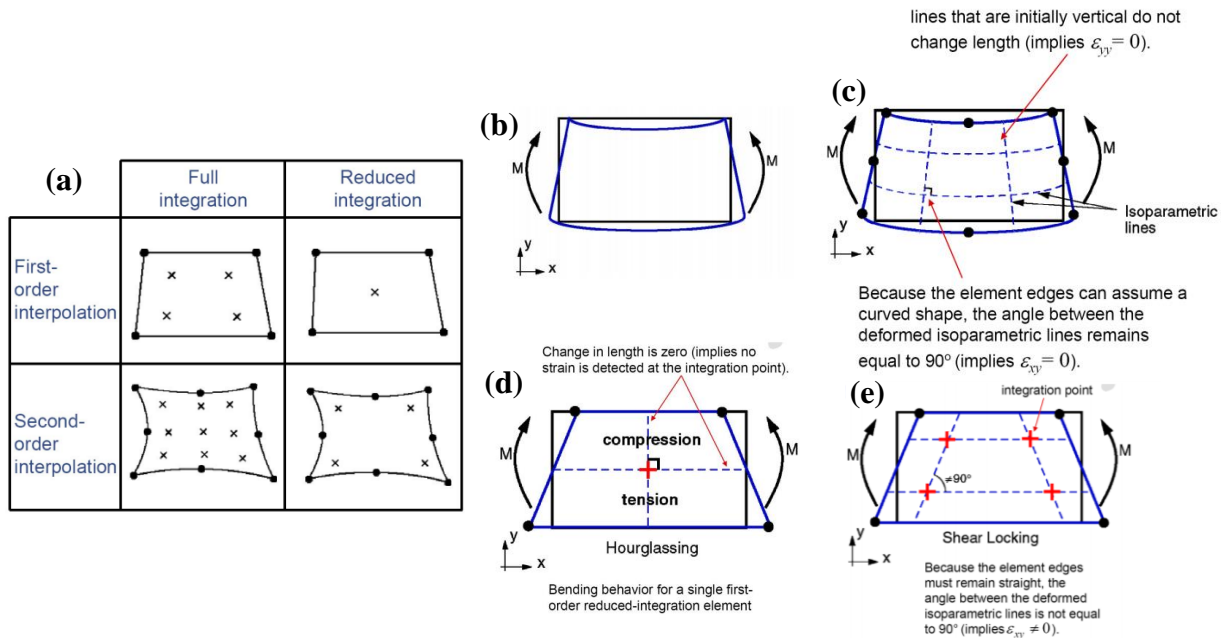 (a)
Full
integration
Reduced
integration
First-
order
interpolation
Second-
order
interpolation
(b)
M
M
y
x
(c)
lines that are initially vertical do not
change length (implies εyy= 0).
M
M
Isoparametric
lines
y
x
Because the element edges can assume a
curved shape, the angle between the
deformed isoparametric lines remains
equal to 90° (implies εxy= 0).
(d)
Change in length is zero (implies no
strain is detected at the integration point).
compression
tension
M
M
y
x
Hourglassing
Bending behavior for a single first-
order reduced-integration element
(e)
integration point
≠90°
M
M
y
x
Shear Locking
Because the element edges
must remain straight, the
angle between the deformed
isoparametric lines is not equal
to 90° (implies εxy ≠ 0).